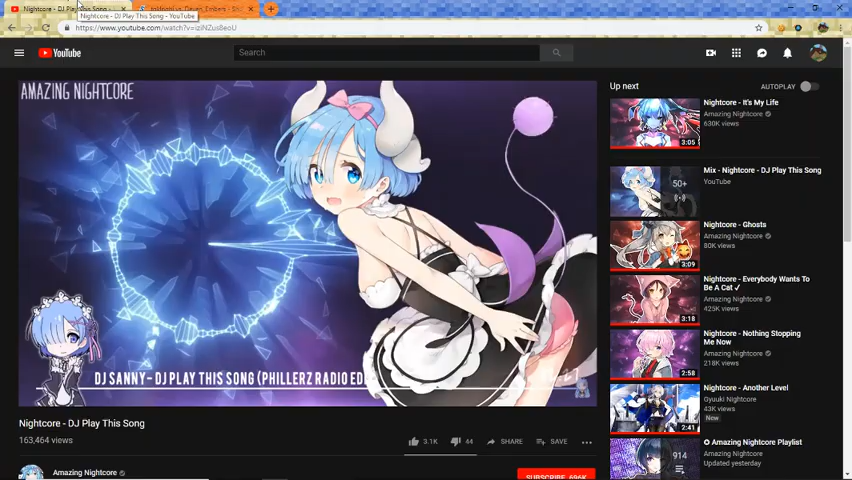 Nightcore - DJ Play This Song -
Nightcore - DJ Play This Song - YouTube
https://www.youtube.com/watch?v=iziNZus8eoU
YouTube
Search
AMAZING NIGHTCORE
DJ SANNY - DJ PLAY THIS SONG (PHILLERZ RADIO ED
Nightcore - DJ Play This Song
163,464 views
3.1K
44
SHARE
SAVE
Amazing Nightcore
SUBSCRIBE 696K
Up next
AUTOPLAY
Nightcore - It's My Life
Amazing Nightcore
630K views
3:05
Mix - Nightcore - DJ Play This Song
YouTube
50+
Nightcore - Ghosts
Amazing Nightcore
80K views
3:09
Nightcore - Everybody Wants To
Be A Cat ✓
Amazing Nightcore
425K views
3:18
Nightcore - Nothing Stopping
Me Now
Amazing Nightcore
218K views
2:58
Nightcore - Another Level
Gyuuki Nightcore
43K views
New
2:41
Amazing Nightcore Playlist
Amazing Nightcore
Updated yesterday
914